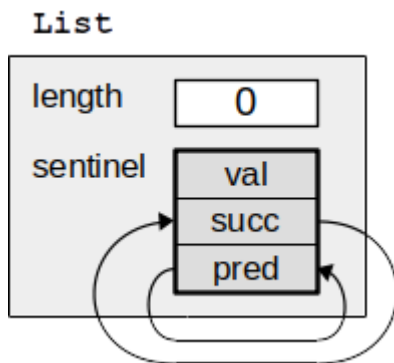 List
length 0
sentinel val
succ
pred